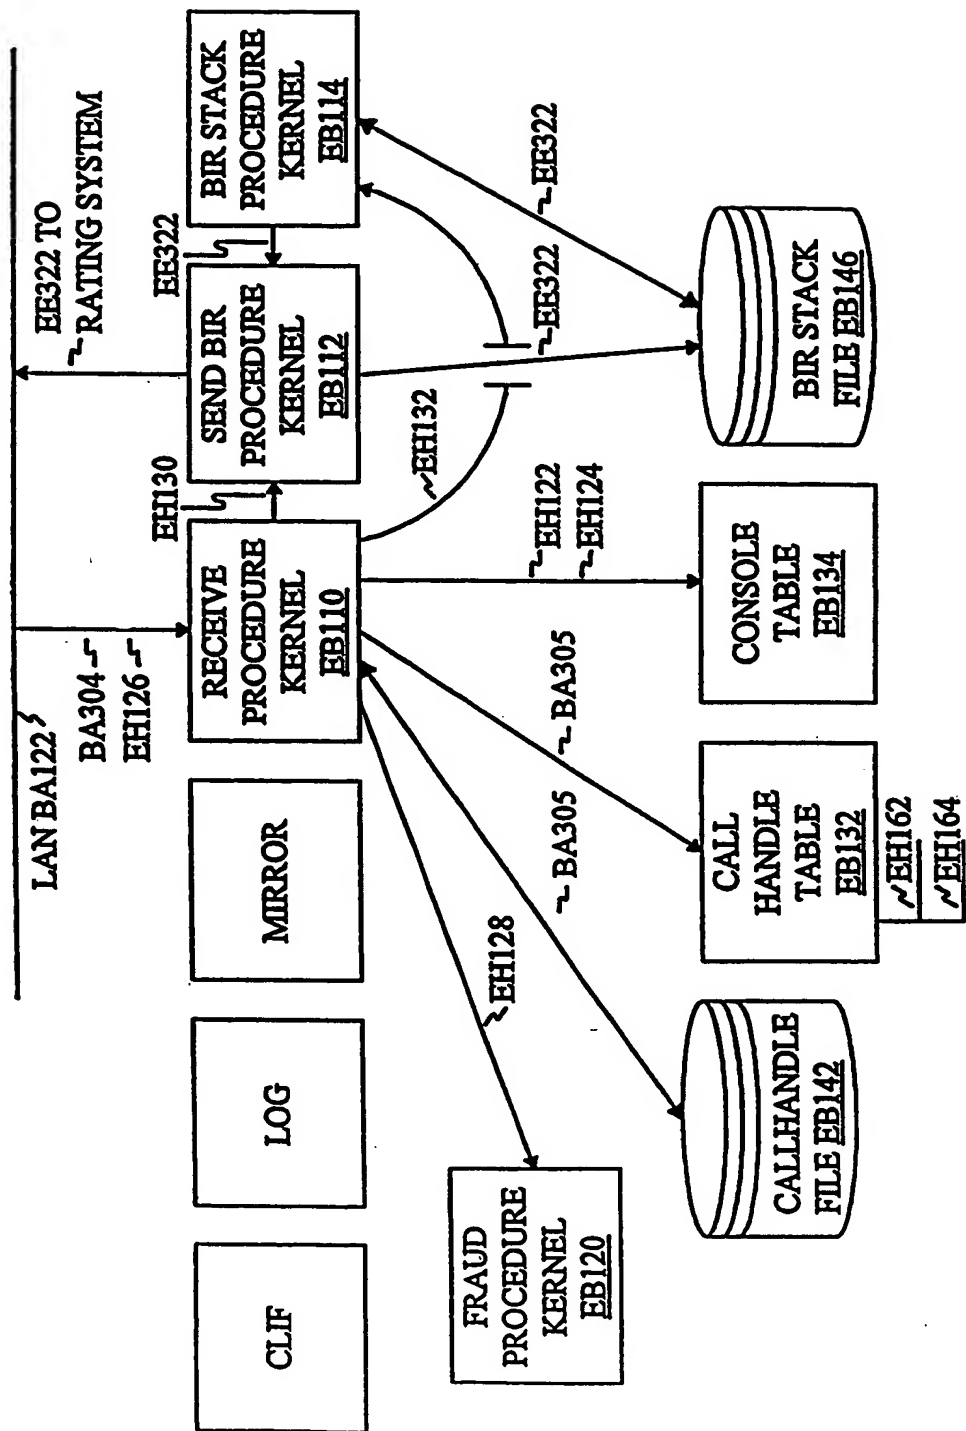 LAN BA122
BA304
EH126
EE322 TO
RATING SYSTEM
CLIF
LOG
MIRROR
RECEIVE
PROCEDURE
KERNEL
EB110
EH130
SEND BIR
PROCEDURE
KERNEL
EB112
EE322
BIR STACK
PROCEDURE
KERNEL
EB114
FRAUD
PROCEDURE
KERNEL
EB120
EH128
BA305
BA305
EH122
EH124
EH132
EE322
EE322
CALLHANDLE
FILE EB142
CALL
HANDLE
TABLE
EB132
EH162
EH164
CONSOLE
TABLE
EB134
BIR STACK
FILE EB146